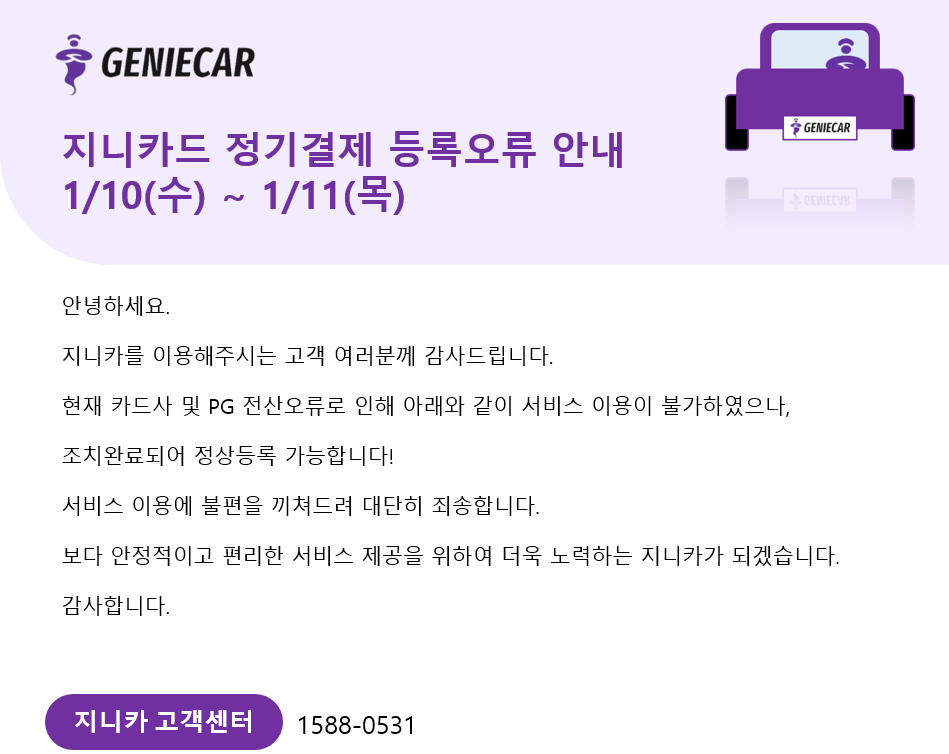 GENIECAR
지니카드 정기결제 등록오류 안내
1/10(수) ~ 1/11(목)
GENIECAR
안녕하세요.
지니카를 이용해주시는 고객 여러분께 감사드립니다.
현재 카드사 및 PG 전산오류로 인해 아래와 같이 서비스 이용이 불가하였으나,
조치완료되어 정상등록 가능합니다!
서비스 이용에 불편을 끼쳐드려 대단히 죄송합니다.
보다 안정적이고 편리한 서비스 제공을 위하여 더욱 노력하는 지니카가 되겠습니다.
감사합니다.
지니카 고객센터 1588-0531